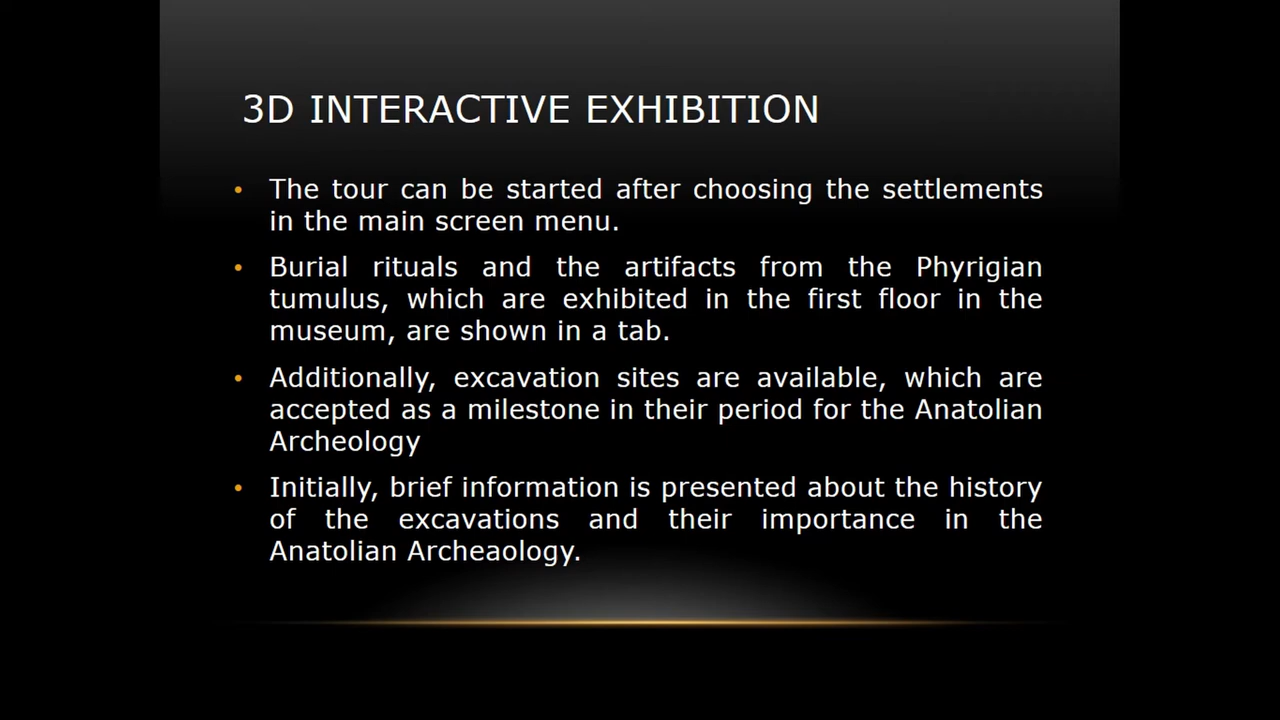 3D INTERACTIVE EXHIBITION
• The tour can be started after choosing the settlements
in the main screen menu.
• Burial rituals and the artifacts from the Phyrigian
tumulus, which are exhibited in the first floor in the
museum, are shown in a tab.
• Additionally, excavation sites are available, which are
accepted as a milestone in their period for the Anatolian
Archeology
• Initially, brief information is presented about the history
of the excavations and their importance in the
Anatolian Archeaology.